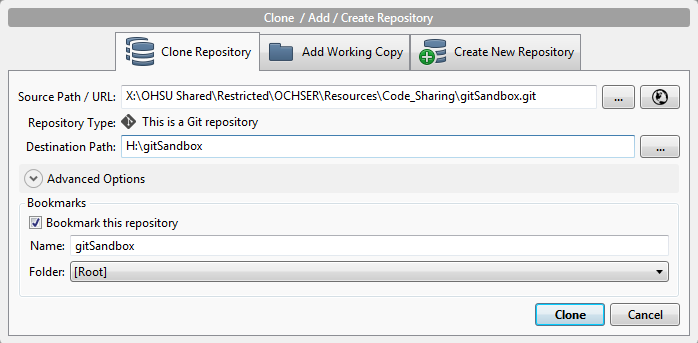 Clone / Add / Create Repository
Clone Repository
Add Working Copy
Create New Repository
Source Path / URL: X:\OHSU Shared\Restricted\OCHSER\Resources\Code_Sharing\gitSandbox.git ...
Repository Type: This is a Git repository
Destination Path: H:\gitSandbox ...
Advanced Options
Bookmarks
Bookmark this repository
Name: gitSandbox
Folder: [Root]
Clone Cancel